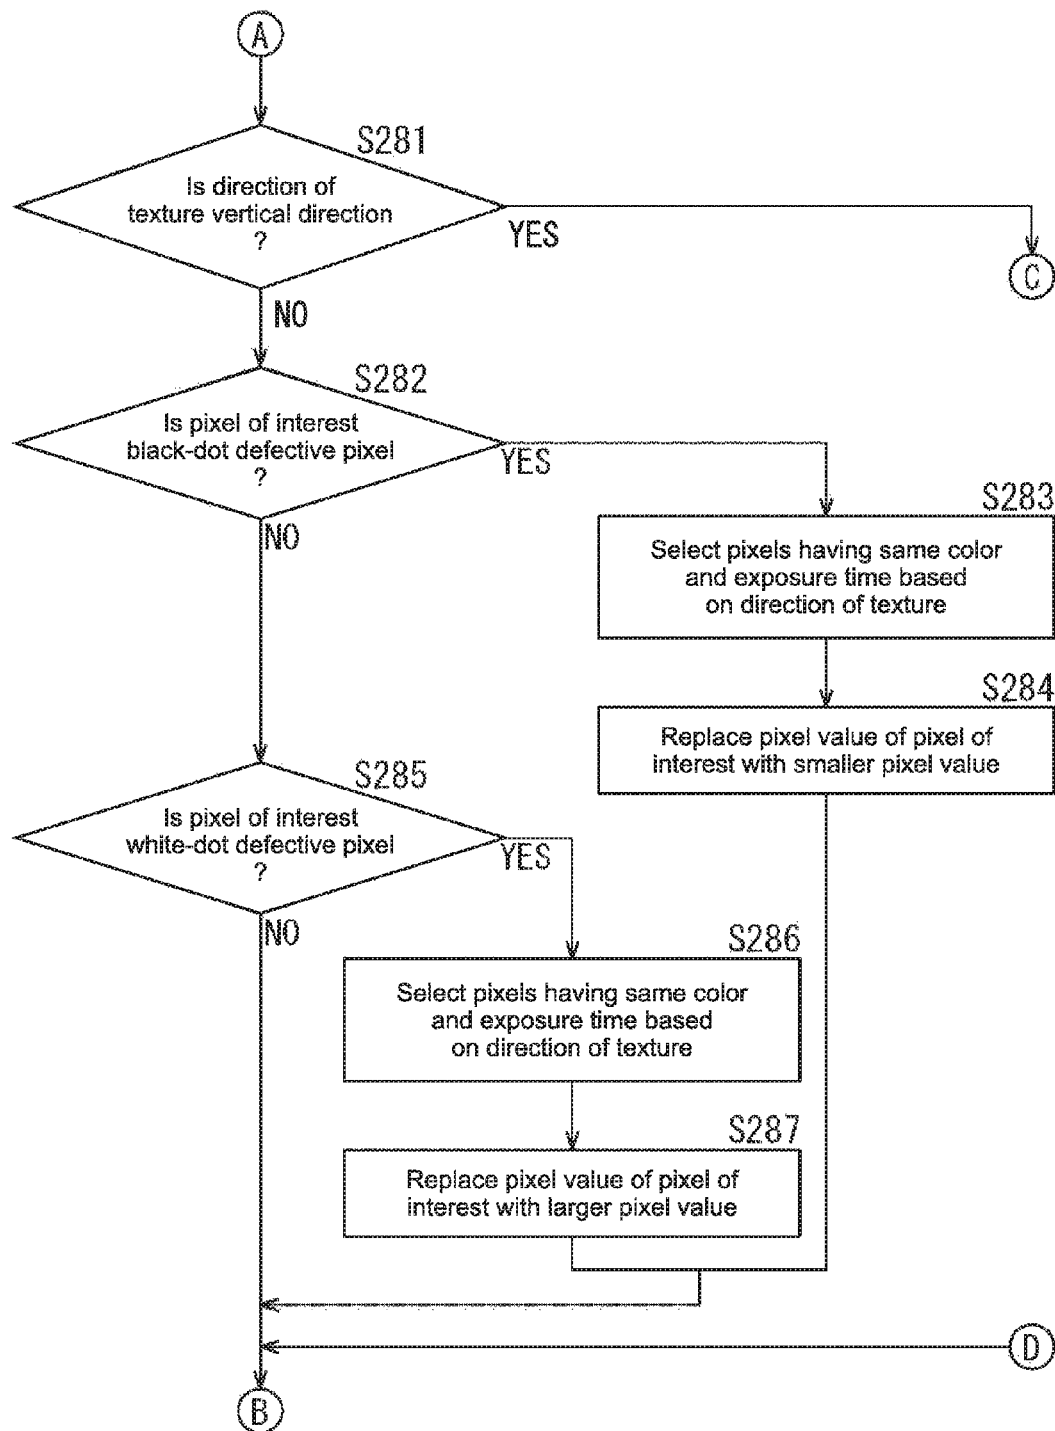 A
S281
Is direction of
texture vertical direction
?
YES
C
NO
S282
Is pixel of interest
black-dot defective pixel
?
YES
NO
S283
Select pixels having same color
and exposure time based
on direction of texture
S284
Replace pixel value of pixel of
interest with smaller pixel value
S285
Is pixel of interest
white-dot defective pixel
?
YES
NO
S286
Select pixels having same color
and exposure time based
on direction of texture
S287
Replace pixel value of pixel of
interest with larger pixel value
D
B